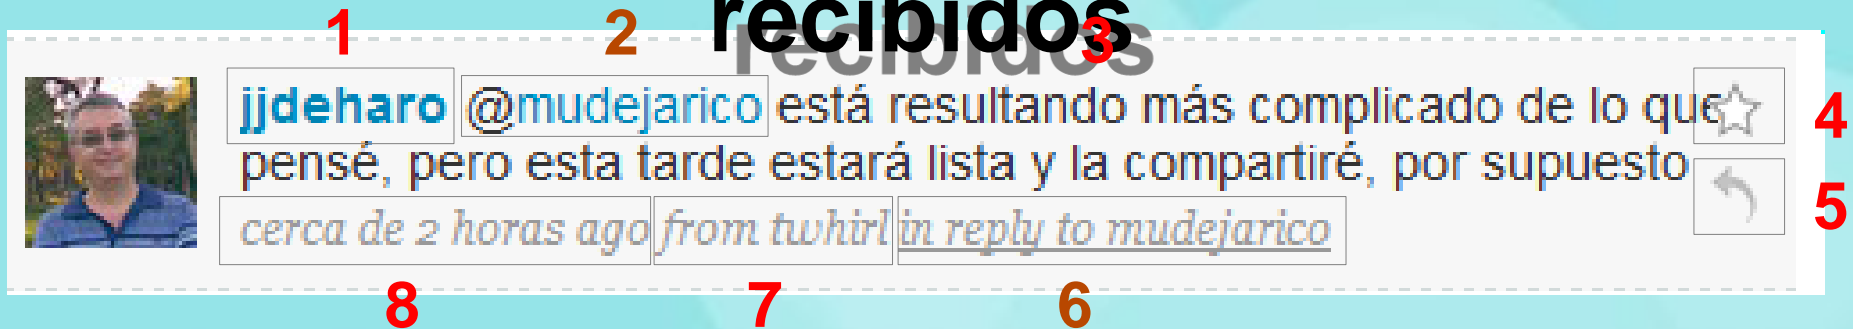 recibidos
1 2 3
jjdeharo @mudejarico está resultando más complicado de lo que
4
pensé, pero esta tarde estará lista y la compartiré, por supuesto
5
cerca de 2 horas ago from twhirl in reply to mudejarico
8 7 6